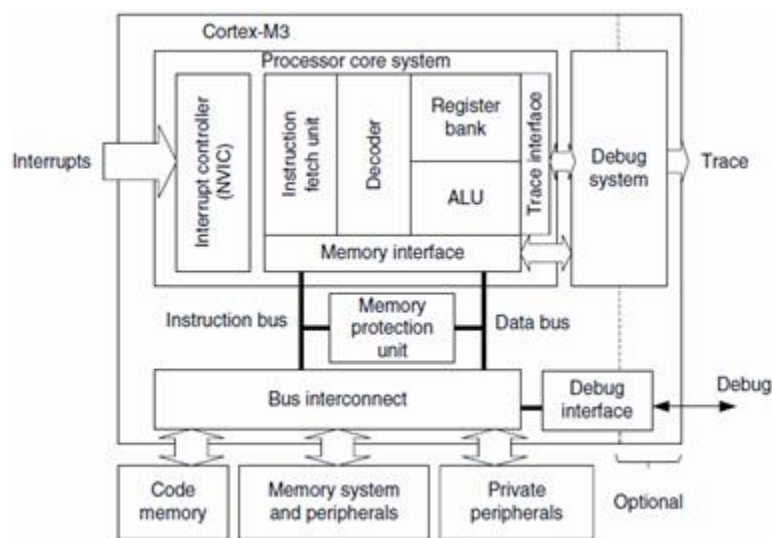 Cortex-M3
Processor core system
Interrupts
Interrupt controller
(NVIC)
Instruction
fetch unit
Decoder
Register
bank
ALU
Trace interface
Debug
system
Trace
Memory interface
Instruction bus
Memory
protection
unit
Data bus
Bus interconnect
Debug
interface
Debug
Code
memory
Memory system
and peripherals
Private
peripherals
Optional